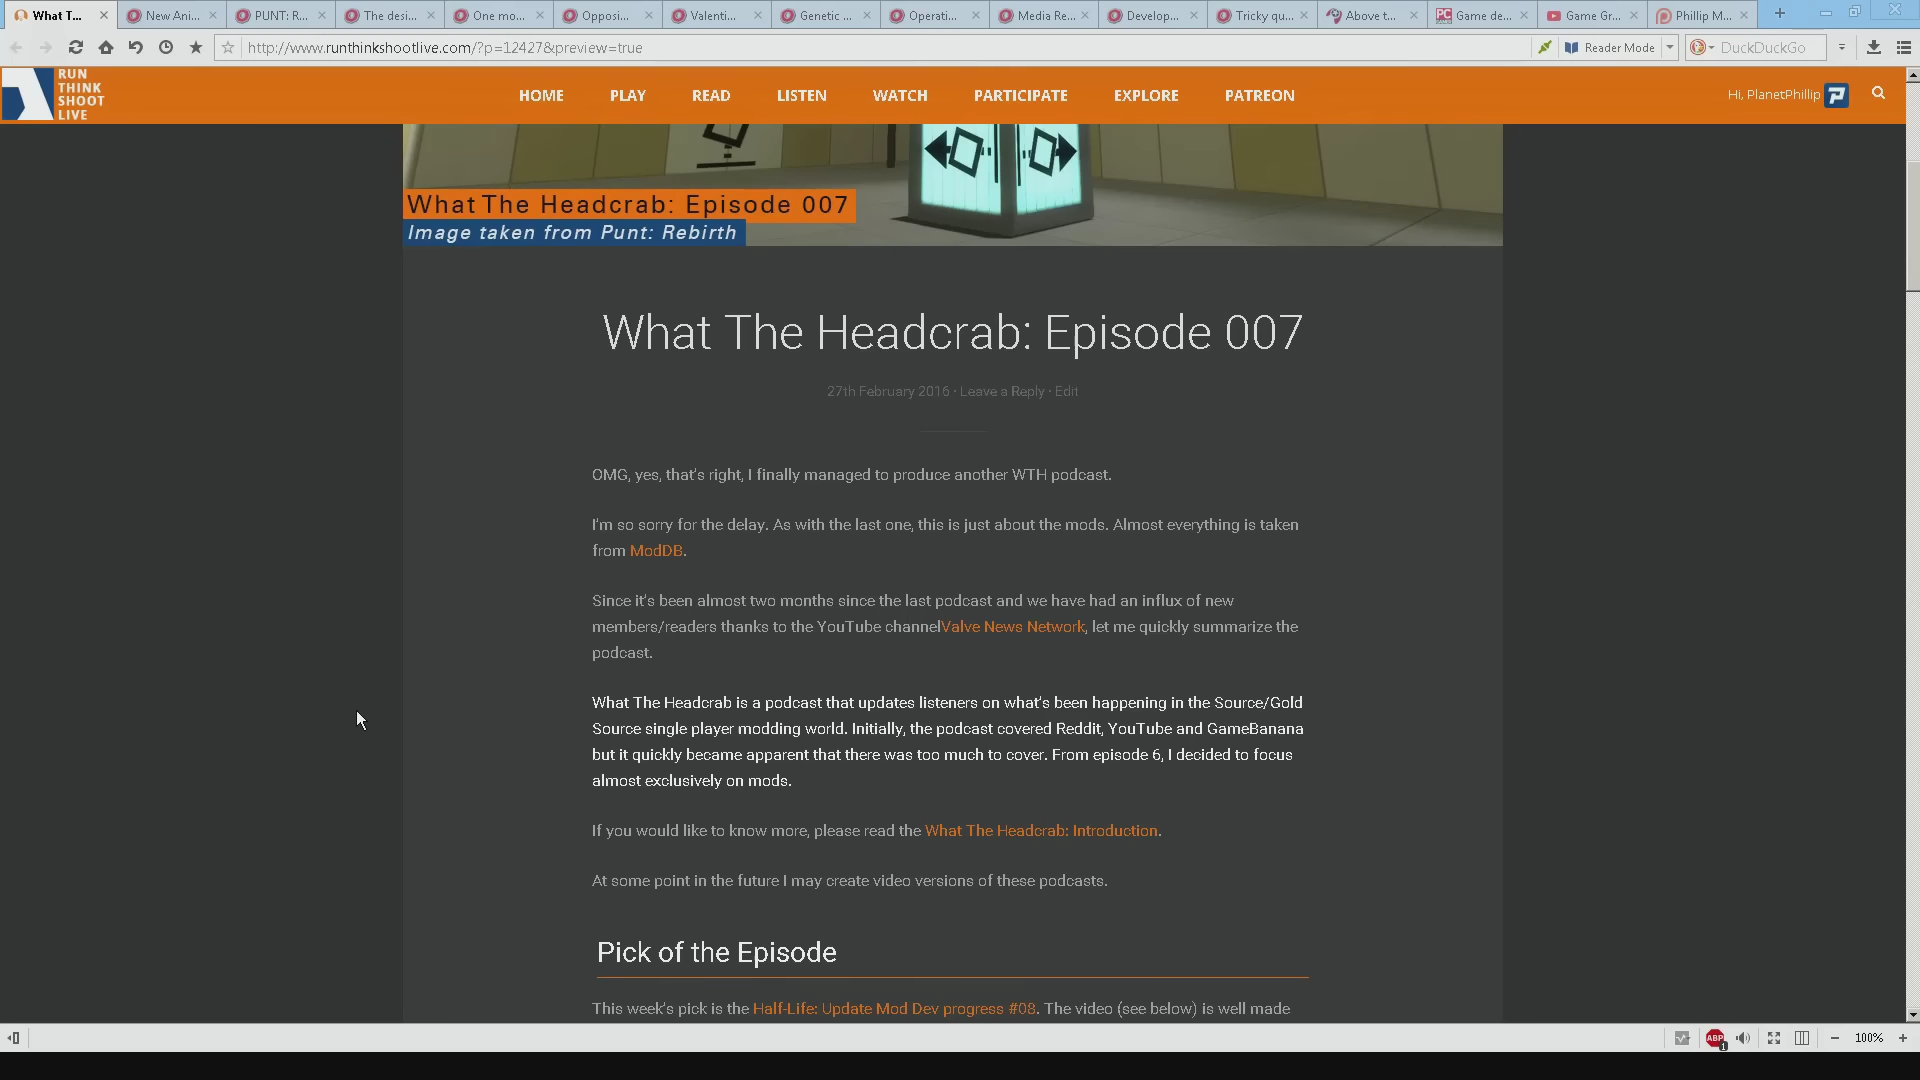 What T...
New Ani...
PUNT: R...
The desi...
One mo...
Opposi...
Valenti...
Genetic ...
Operati...
Media Re...
Develop...
Tricky qu...
Above t...
Game de...
Game Gr...
Phillip M...
http://www.runthinkshootlive.com/?p=12427&preview=true
Reader Mode
DuckDuckGo
RUN
THINK
SHOOT
LIVE
HOME PLAY READ LISTEN WATCH PARTICIPATE EXPLORE PATREON
Hi, PlanetPhillip
What The Headcrab: Episode 007
Image taken from Punt: Rebirth
What The Headcrab: Episode 007
27th February 2016 · Leave a Reply · Edit
OMG, yes, that's right, I finally managed to produce another WTH podcast.
I'm so sorry for the delay. As with the last one, this is just about the mods. Almost everything is taken
from ModDB.
Since it's been almost two months since the last podcast and we have had an influx of new
members/readers thanks to the YouTube channelValve News Network, let me quickly summarize the
podcast.
What The Headcrab is a podcast that updates listeners on what's been happening in the Source/Gold
Source single player modding world. Initially, the podcast covered Reddit, YouTube and GameBanana
but it quickly became apparent that there was too much to cover. From episode 6, I decided to focus
almost exclusively on mods.
If you would like to know more, please read the What The Headcrab: Introduction.
At some point in the future I may create video versions of these podcasts.
Pick of the Episode
This week's pick is the Half-Life: Update Mod Dev progress #08. The video (see below) is well made
ABP
1
100%